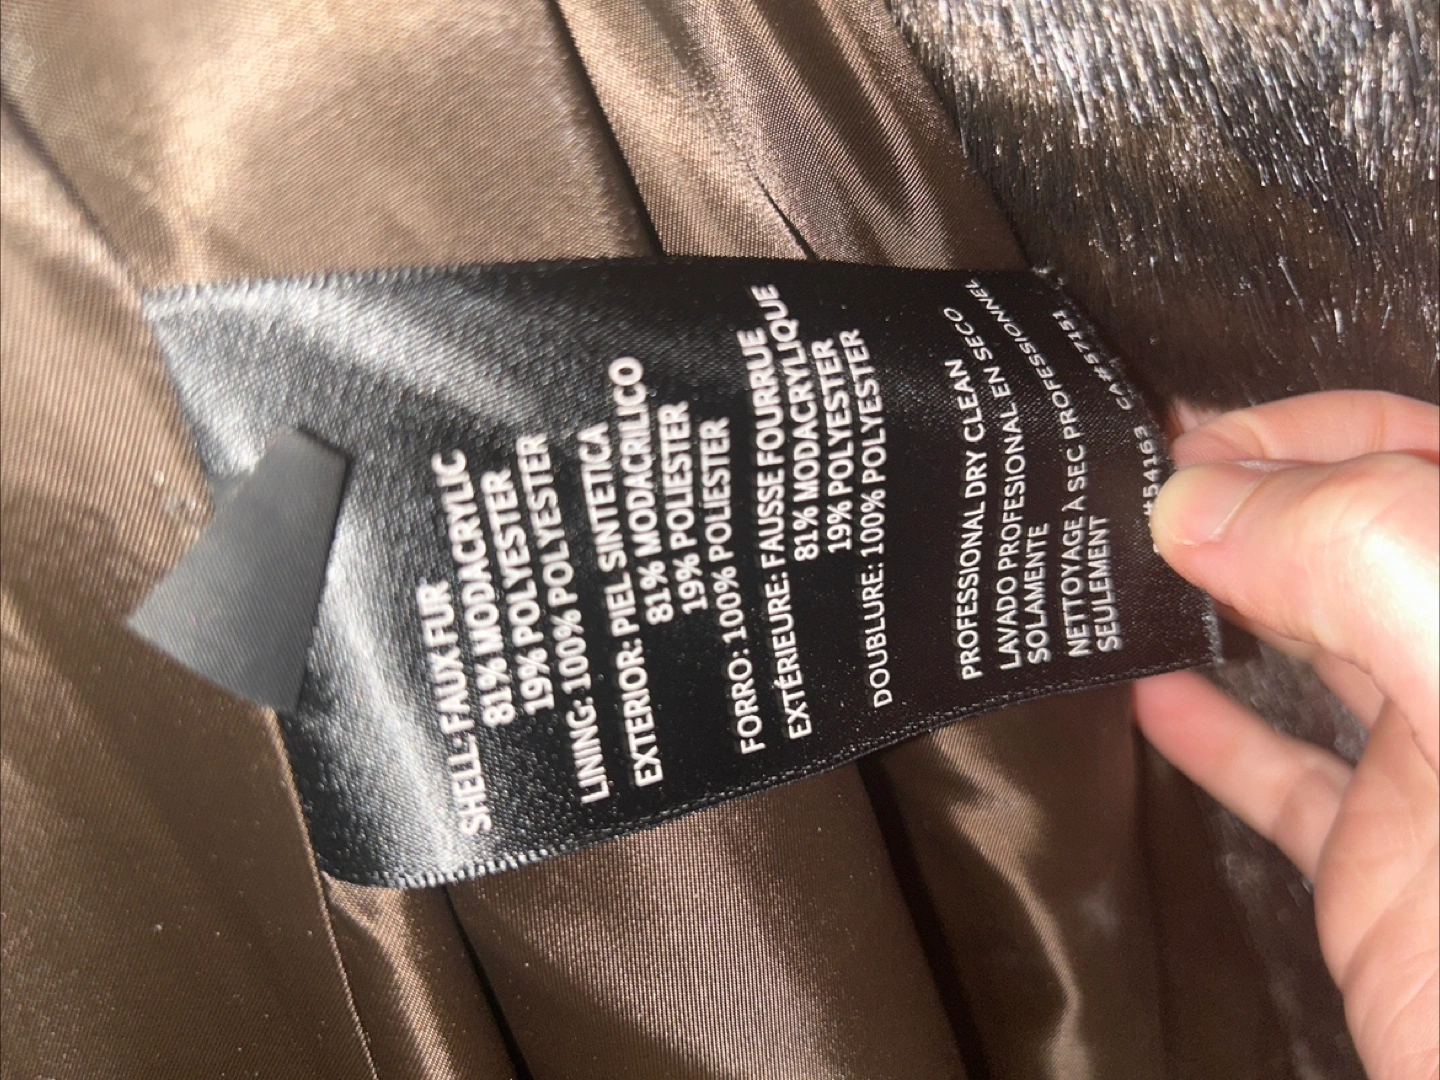 SHELL: FAUX FUR
81% MODACRYLIC
19% POLYESTER
LINING: 100% POLYESTER
EXTERIOR: PIEL SINTETICA
81% MODACRILICO
19% POLIESTER
FORRO: 100% POLIESTER
EXTÉRIEURE: FAUSSE FOURRUE
81% MODACRYLIQUE
19% POLYESTER
DOUBLURE: 100% POLYESTER
PROFESSIONAL DRY CLEAN
LAVADO PROFESIONAL EN SECO
SOLAMENTE
NETTOYAGE À SEC PROFESSIONNEL
SEULEMENT